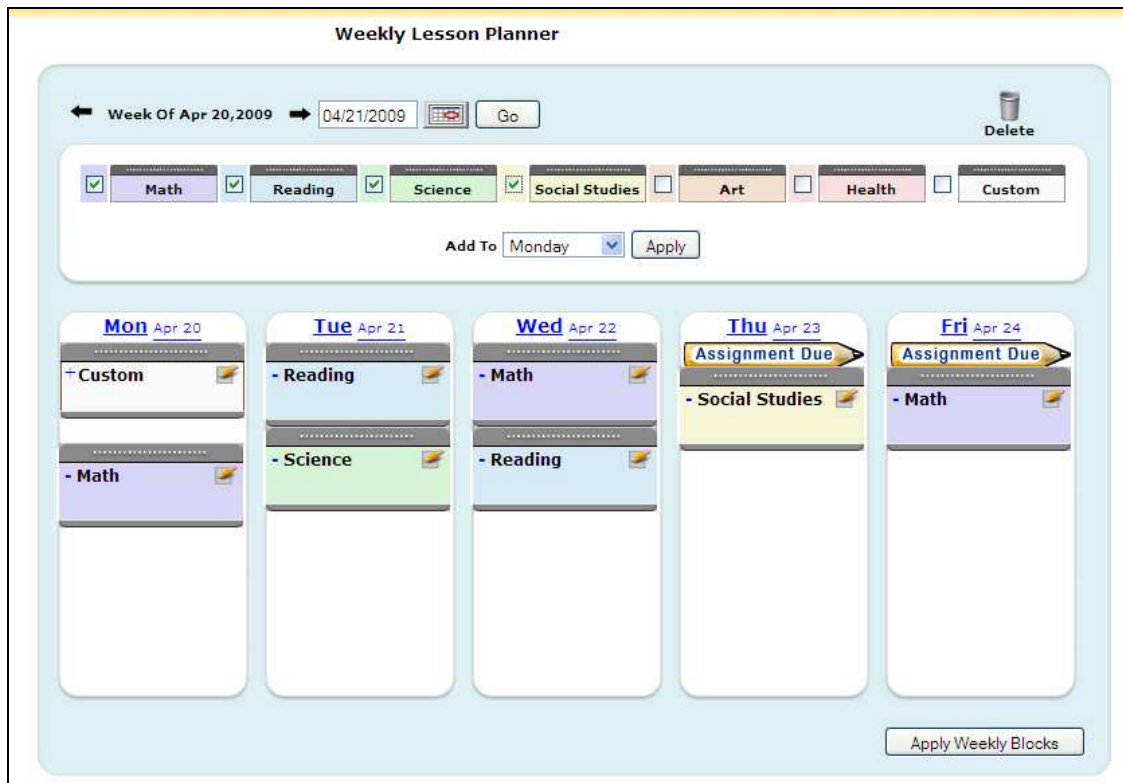 Weekly Lesson Planner
Week Of Apr 20,2009 04/21/2009 Go
Delete
Math Reading Science Social Studies Art Health Custom
Add To Monday Apply
Mon Apr 20 Tue Apr 21 Wed Apr 22 Thu Apr 23 Fri Apr 24
Assignment Due Assignment Due
+Custom - Reading - Math - Social Studies - Math
- Math - Science - Reading
Apply Weekly Blocks